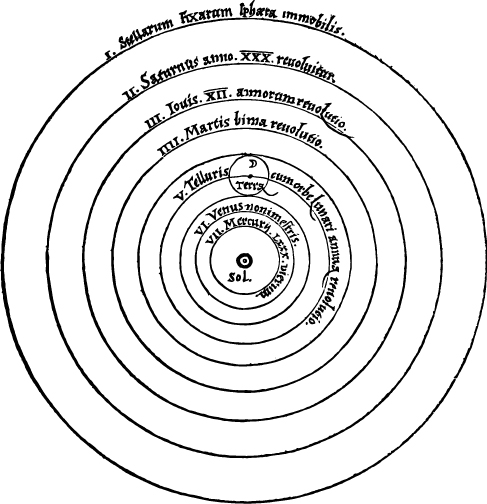 I. Stellarum Fixarum sphæra immobilis.
II. Saturnus anno. XXX. reuoluitur.
III. Iouis. XII. annorum reuolutio.
IIII. Martis bima reuolutio.
V. Telluris
Terra
cum orbe lunari annua reuolutio.
VI. Venus nonimestris.
VII. Mercurij. LXXX. dierum
Sol.